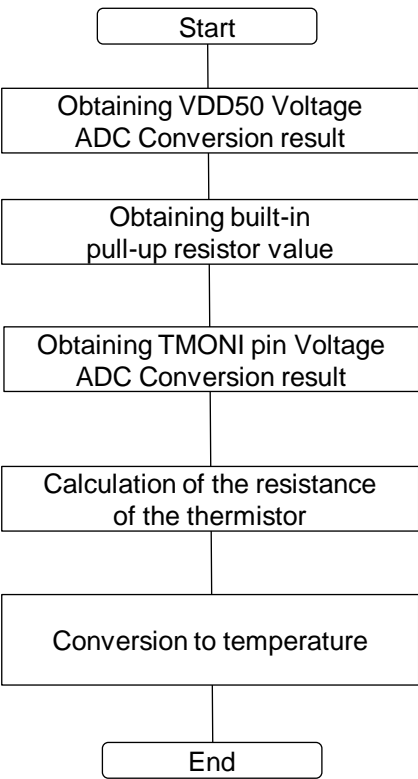 Start
Obtaining VDD50 Voltage
ADC Conversion result
Obtaining built-in
pull-up resistor value
Obtaining TMONI pin Voltage
ADC Conversion result
Calculation of the resistance
of the thermistor
Conversion to temperature
End